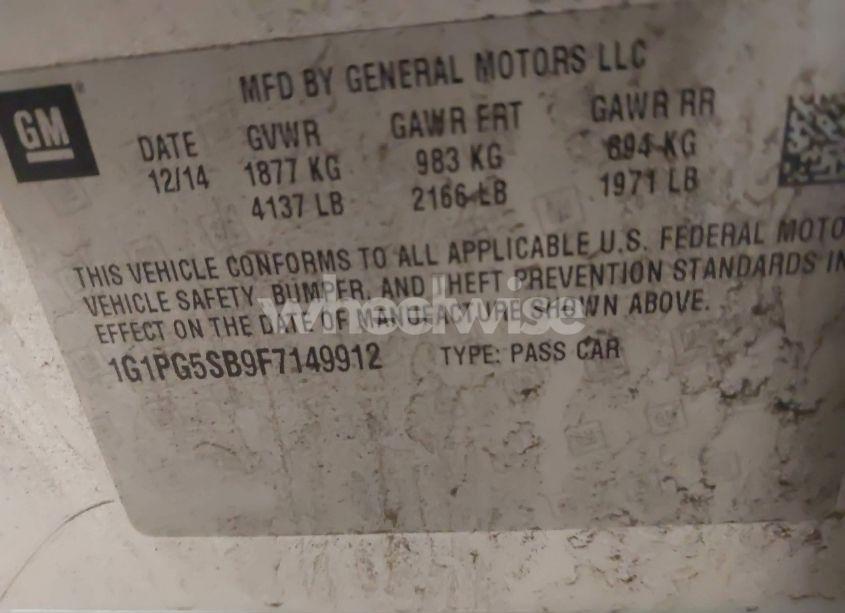 MFD BY GENERAL MOTORS LLC
GM
DATE GVWR GAWR FRT GAWR RR
12/14 1877 KG 983 KG 894 KG
4137 LB 2166 LB 1971 LB
THIS VEHICLE CONFORMS TO ALL APPLICABLE U.S. FEDERAL MOTO
VEHICLE SAFETY, BUMPER, AND THEFT PREVENTION STANDARDS IN
EFFECT ON THE DATE OF MANUFACTURE SHOWN ABOVE.
1G1PG5SB9F7149912 TYPE: PASS CAR
wheelwise